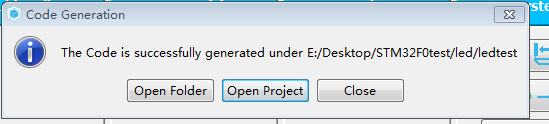 Code Generation
The Code is successfully generated under E:/Desktop/STM32F0test/led/ledtest
Open Folder
Open Project
Close